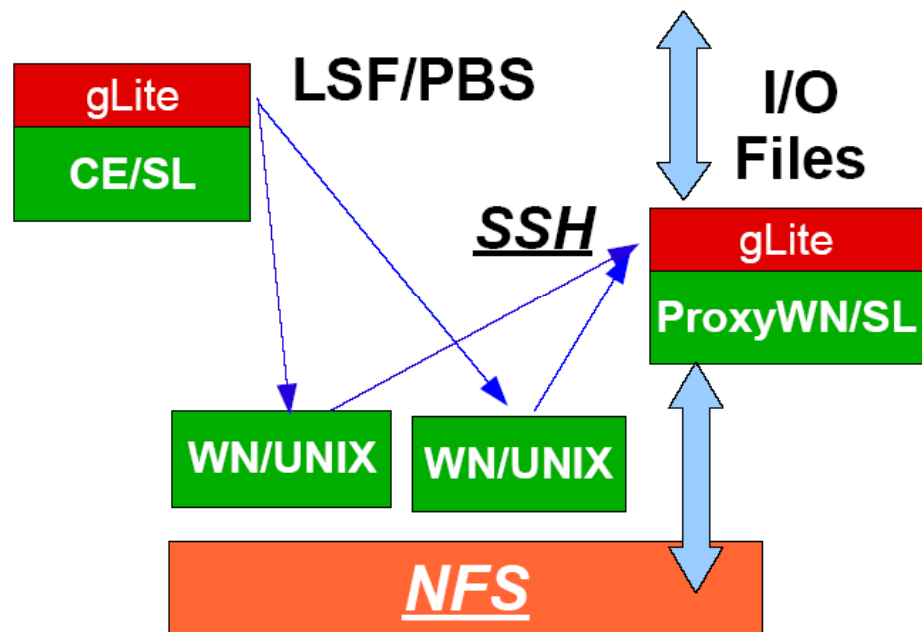 gLite
CE/SL
LSF/PBS
I/O
Files
SSH
gLite
ProxyWN/SL
WN/UNIX
WN/UNIX
NFS